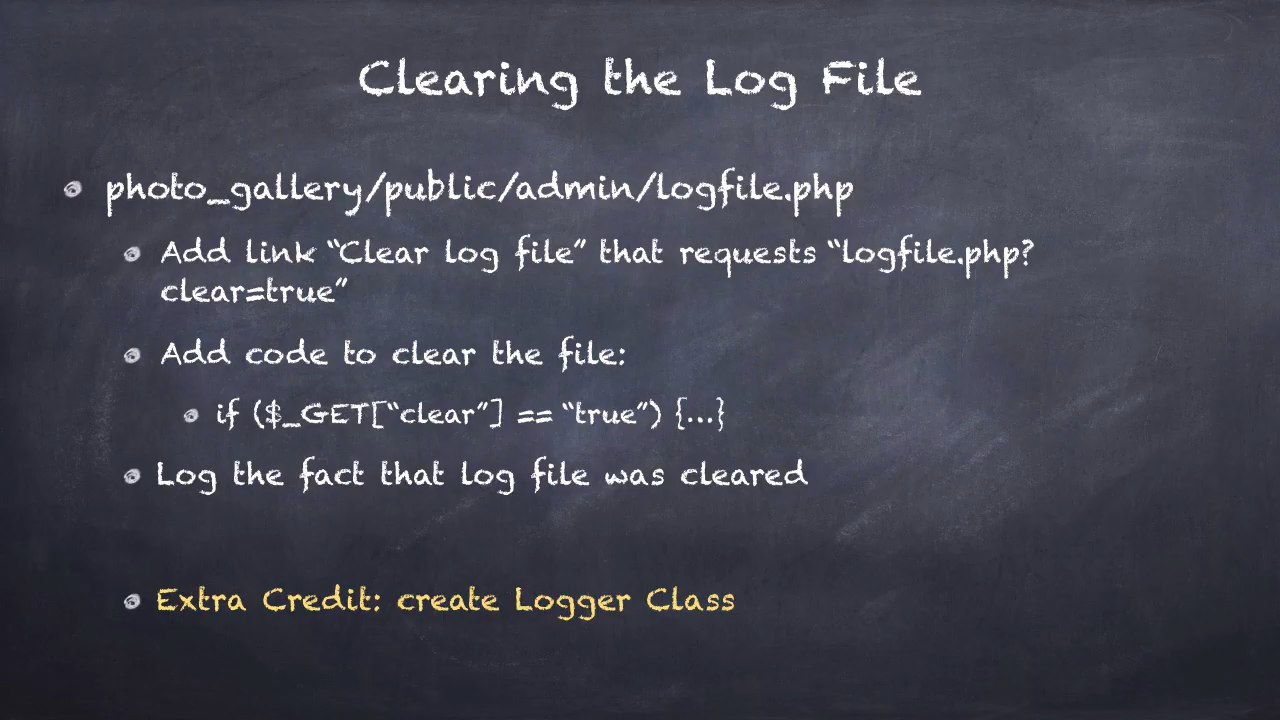 Clearing the Log File
photo_gallery/public/admin/logfile.php
Add link “Clear log file” that requests “logfile.php?
clear=true”
Add code to clear the file:
if ($_GET[“clear”] == “true”) {...}
Log the fact that log file was cleared
Extra Credit: create Logger Class